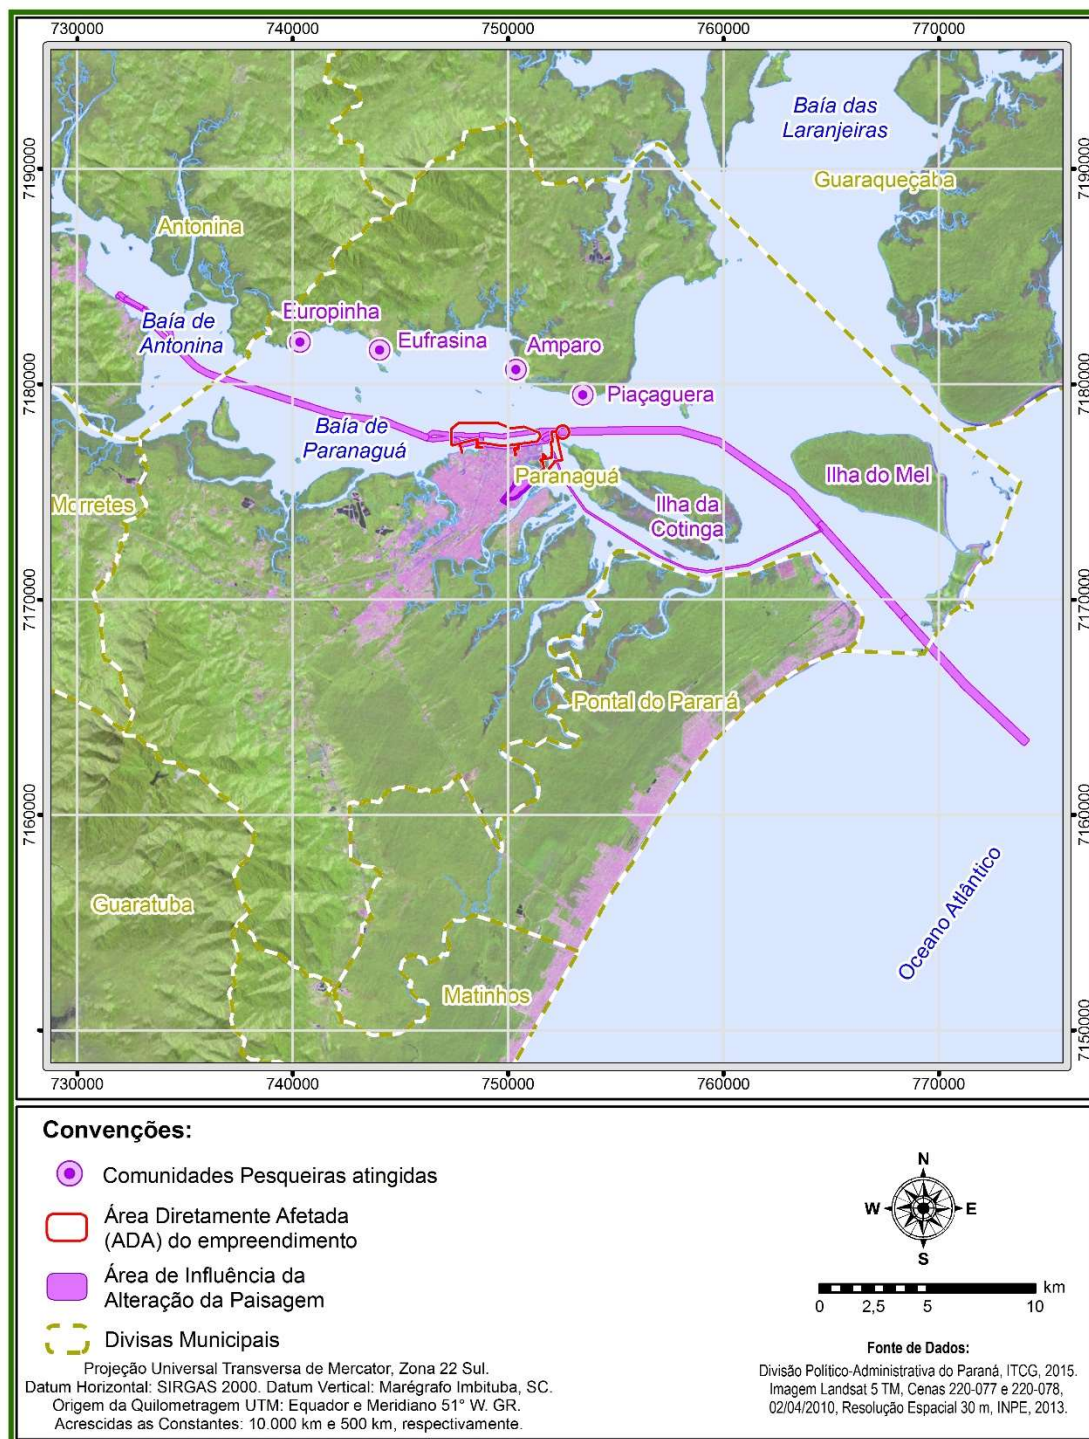 730000
740000
750000
760000
770000
7190000
7180000
7170000
7160000
7150000
7190000
7180000
7170000
7160000
Baía das
Laranjeiras
Guaraqueçaba
Antonina
Europinha
Baía de
Antonina
Eufrasina
Amparo
Piaçaguera
Baía de
Paranaguá
Paranaguá
Ilha do Mel
Ilha da
Cotinga
Morretes
Pontal do Paraná
Guaratuba
Matinhos
Oceano Atlântico
730000
740000
750000
760000
770000
Convenções:
Comunidades Pesqueiras atingidas
Área Diretamente Afetada
(ADA) do empreendimento
Área de Influência da
Alteração da Paisagem
Divisas Municipais
Projeção Universal Transversa de Mercator, Zona 22 Sul.
Datum Horizontal: SIRGAS 2000. Datum Vertical: Marégrafo Imbituba, SC.
Origem da Quilometragem UTM: Equador e Meridiano 51° W. GR.
Acrescidas as Constantes: 10.000 km e 500 km, respectivamente.
N
W
E
S
km
0 2,5 5 10
Fonte de Dados:
Divisão Político-Administrativa do Paraná, ITCG, 2015.
Imagem Landsat 5 TM, Cenas 220-077 e 220-078,
02/04/2010, Resolução Espacial 30 m, INPE, 2013.